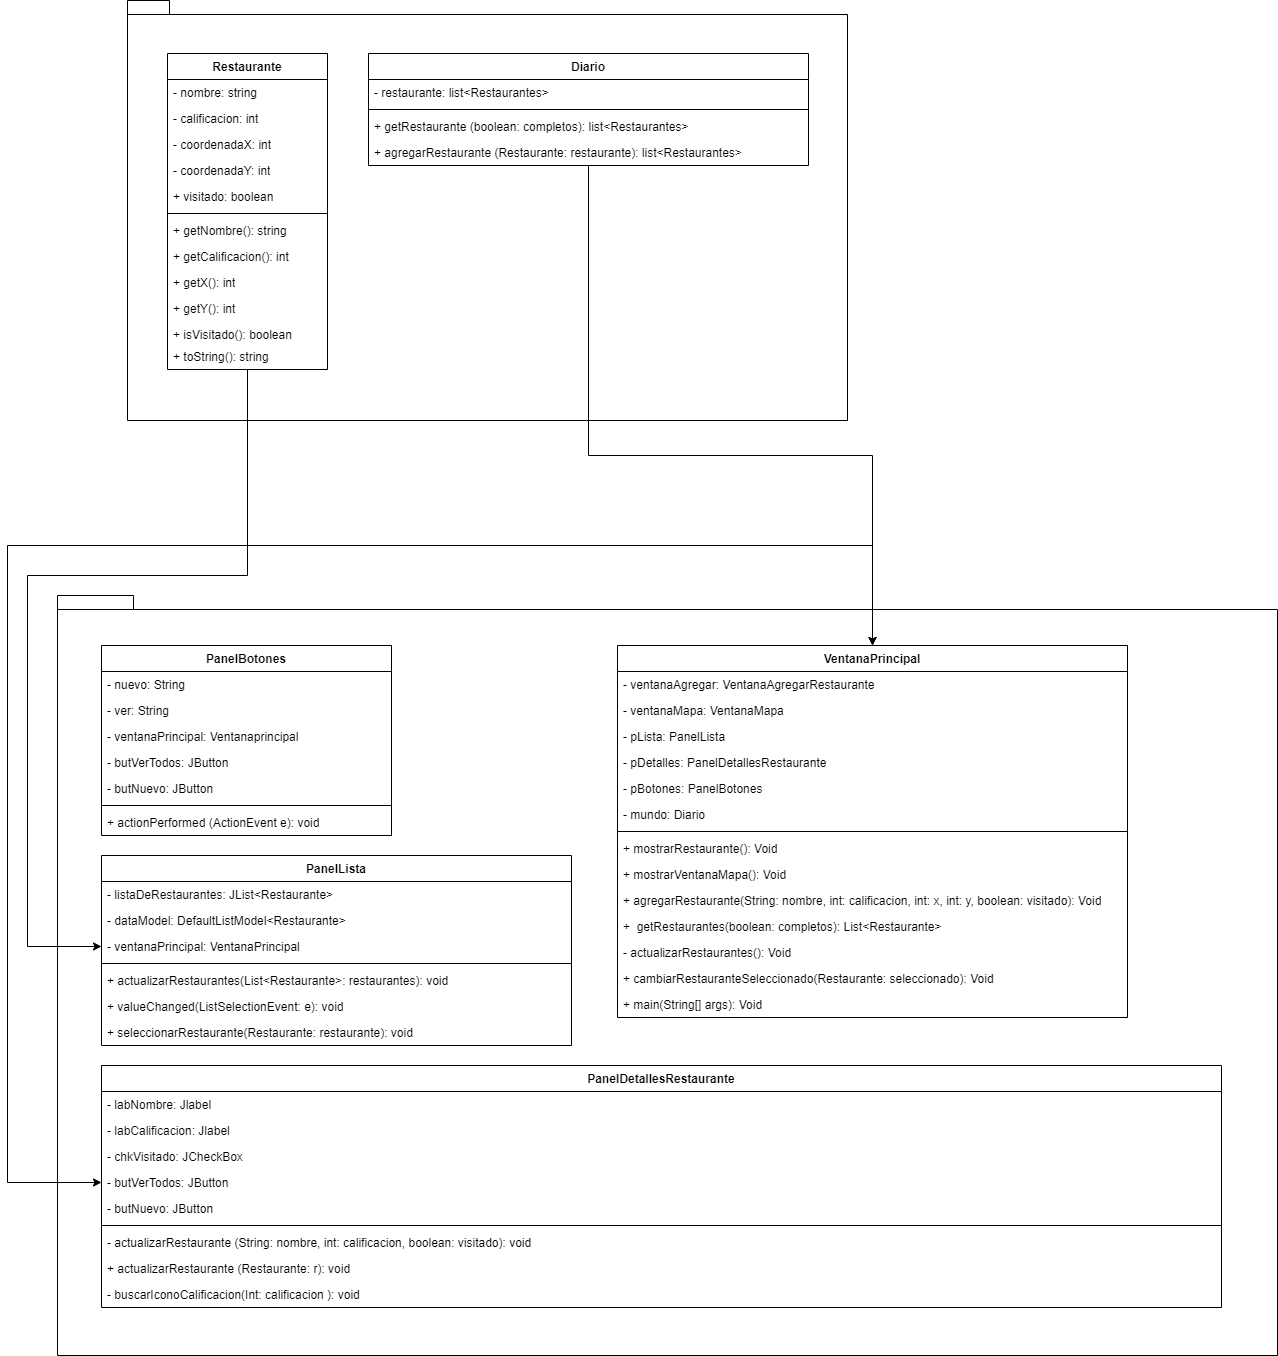 Restaurante
- nombre: string
- calificacion: int
- coordenadaX: int
- coordenadaY: int
+ visitado: boolean
+ getNombre(): string
+ getCalificacion(): int
+ getX(): int
+ getY(): int
+ isVisitado(): boolean
+ toString(): string
Diario
- restaurante: list<Restaurantes>
+ getRestaurante (boolean: completos): list<Restaurantes>
+ agregarRestaurante (Restaurante: restaurante): list<Restaurantes>
PanelBotones
- nuevo: String
- ver: String
- ventanaPrincipal: Ventanaprincipal
- butVerTodos: JButton
- butNuevo: JButton
+ actionPerformed (ActionEvent e): void
VentanaPrincipal
- ventanaAgregar: VentanaAgregarRestaurante
- ventanaMapa: VentanaMapa
- pLista: PanelLista
- pDetalles: PanelDetallesRestaurante
- pBotones: PanelBotones
- mundo: Diario
+ mostrarRestaurante(): Void
+ mostrarVentanaMapa(): Void
+ agregarRestaurante(String: nombre, int: calificacion, int: x, int: y, boolean: visitado): Void
+  getRestaurantes(boolean: completos): List<Restaurante>
- actualizarRestaurantes(): Void
+ cambiarRestauranteSeleccionado(Restaurante: seleccionado): Void
+ main(String[] args): Void
PanelLista
- listaDeRestaurantes: JList<Restaurante>
- dataModel: DefaultListModel<Restaurante>
- ventanaPrincipal: VentanaPrincipal
+ actualizarRestaurantes(List<Restaurante>: restaurantes): void
+ valueChanged(ListSelectionEvent: e): void
+ seleccionarRestaurante(Restaurante: restaurante): void
PanelDetallesRestaurante
- labNombre: Jlabel
- labCalificacion: Jlabel
- chkVisitado: JCheckBox
- butVerTodos: JButton
- butNuevo: JButton
- actualizarRestaurante (String: nombre, int: calificacion, boolean: visitado): void
+ actualizarRestaurante (Restaurante: r): void
- buscarIconoCalificacion(Int: calificacion ): void